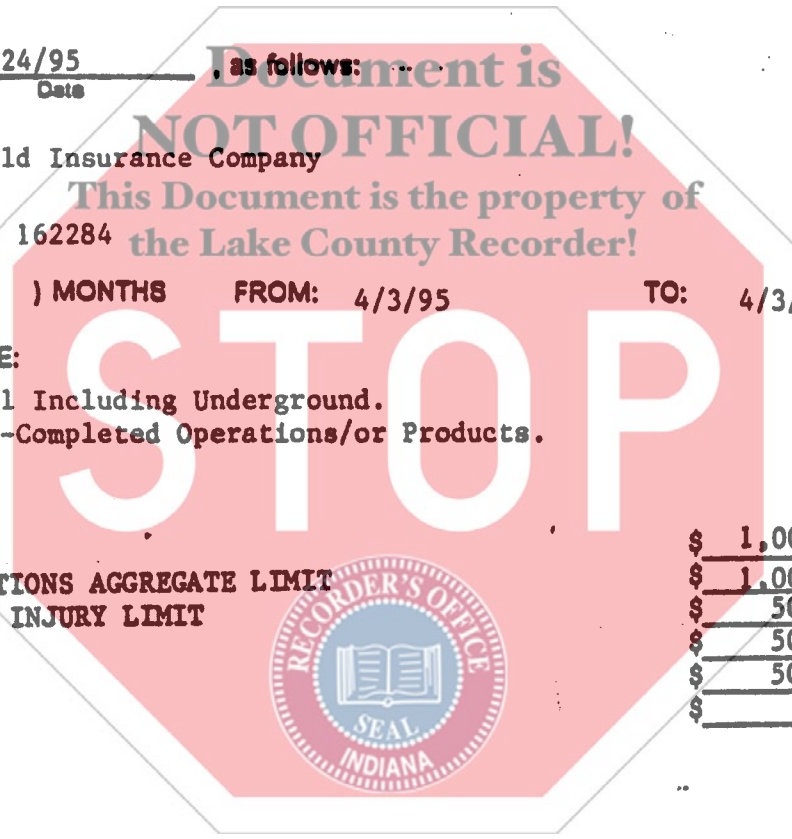 24/95 , as follows:
Date
Document is
NOT OFFICIAL!
ld Insurance Company
This Document is the property of
162284
the Lake County Recorder!
) MONTHS FROM: 4/3/95 TO: 4/3/
E:
l Including Underground.
-Completed Operations/or Products.
STOP
$ 1,00
TIONS AGGREGATE LIMIT $ 1,00
INJURY LIMIT $ 50
$ 50
$ 50
$
RECORDER'S OFFICE
SEAL
INDIANA